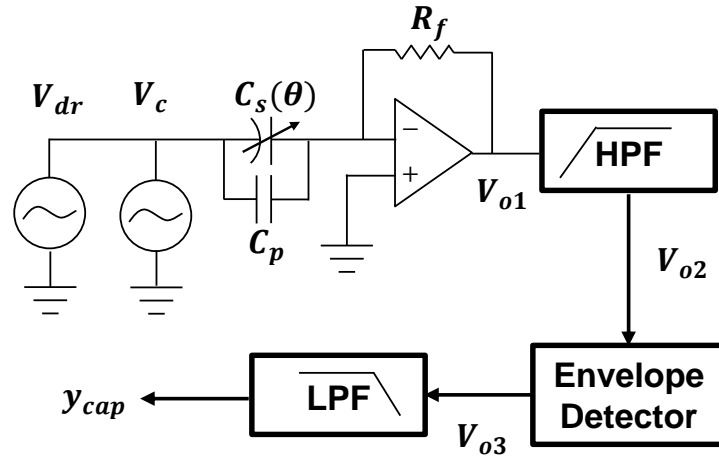 R_f
V_dr V_c C_s(θ)
−
+
HPF
V_o1
C_p
V_o2
Envelope
Detector
LPF
y_cap
V_o3